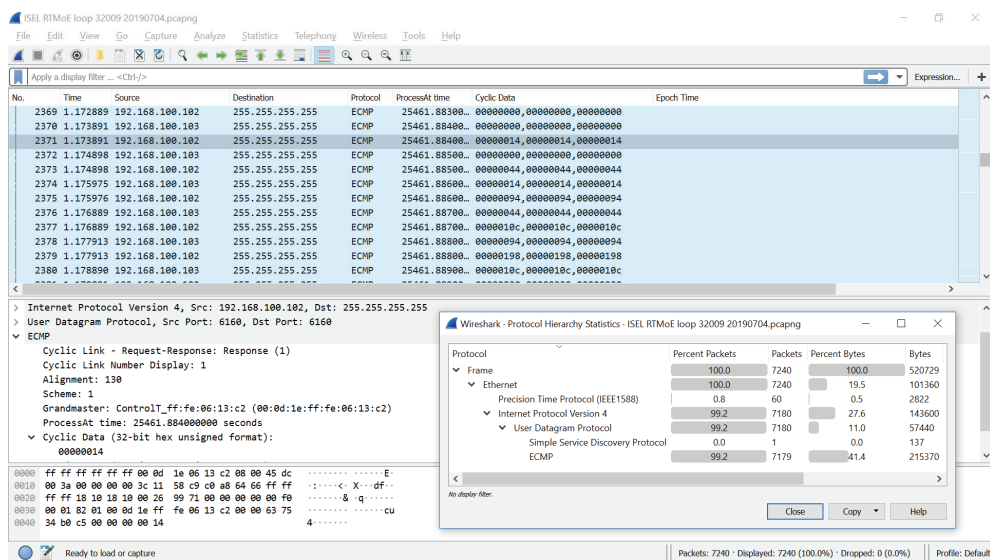 ISEL RTMoE loop 32009 20190704.pcapng
File Edit View Go Capture Analyze Statistics Telephony Wireless Tools Help
Apply a display filter ... <Ctrl-/> Expression... +
No. Time Source Destination Protocol ProcessAt time Cyclic Data Epoch Time
2369 1.172889 192.168.100.102 255.255.255.255 ECMP 25461.88300… 00000000,00000000,00000000
2370 1.173891 192.168.100.103 255.255.255.255 ECMP 25461.88400… 00000000,00000000,00000000
2371 1.173891 192.168.100.102 255.255.255.255 ECMP 25461.88400… 00000014,00000014,00000014
2372 1.174898 192.168.100.103 255.255.255.255 ECMP 25461.88500… 00000000,00000000,00000000
2373 1.174898 192.168.100.102 255.255.255.255 ECMP 25461.88500… 00000044,00000044,00000044
2374 1.175975 192.168.100.103 255.255.255.255 ECMP 25461.88600… 00000014,00000014,00000014
2375 1.175976 192.168.100.102 255.255.255.255 ECMP 25461.88600… 00000094,00000094,00000094
2376 1.176889 192.168.100.103 255.255.255.255 ECMP 25461.88700… 00000044,00000044,00000044
2377 1.176889 192.168.100.102 255.255.255.255 ECMP 25461.88700… 0000010c,0000010c,0000010c
2378 1.177913 192.168.100.103 255.255.255.255 ECMP 25461.88800… 00000094,00000094,00000094
2379 1.177913 192.168.100.102 255.255.255.255 ECMP 25461.88800… 00000198,00000198,00000198
2380 1.178890 192.168.100.103 255.255.255.255 ECMP 25461.88900… 0000010c,0000010c,0000010c
Internet Protocol Version 4, Src: 192.168.100.102, Dst: 255.255.255.255
User Datagram Protocol, Src Port: 6160, Dst Port: 6160
ECMP
Cyclic Link - Request-Response: Response (1)
Cyclic Link Number Display: 1
Alignment: 130
Scheme: 1
Grandmaster: ControlT_ff:fe:06:13:c2 (00:0d:1e:ff:fe:06:13:c2)
ProcessAt time: 25461.884000000 seconds
Cyclic Data (32-bit hex unsigned format):
00000014
0000 ff ff ff ff ff ff 00 0d 1e 06 13 c2 08 00 45 dc ········ ······E·
0010 00 3a 00 00 00 00 3c 11 58 c9 c0 a8 64 66 ff ff ·:····<· X···df··
0020 ff ff 18 10 18 10 00 26 99 71 00 00 00 00 00 f0 ·······& ·q······
0030 00 01 82 01 00 0d 1e ff fe 06 13 c2 00 00 63 75 ········ ······cu
0040 34 b0 c5 00 00 00 00 14 4·······
Wireshark · Protocol Hierarchy Statistics · ISEL RTMoE loop 32009 20190704.pcapng
Protocol Percent Packets Packets Percent Bytes Bytes
Frame 100.0 7240 100.0 520729
Ethernet 100.0 7240 19.5 101360
Precision Time Protocol (IEEE1588) 0.8 60 0.5 2822
Internet Protocol Version 4 99.2 7180 27.6 143600
User Datagram Protocol 99.2 7180 11.0 57440
Simple Service Discovery Protocol 0.0 1 0.0 137
ECMP 99.2 7179 41.4 215370
No display filter.
Close Copy Help
Ready to load or capture
Packets: 7240 · Displayed: 7240 (100.0%) · Dropped: 0 (0.0%) Profile: Default